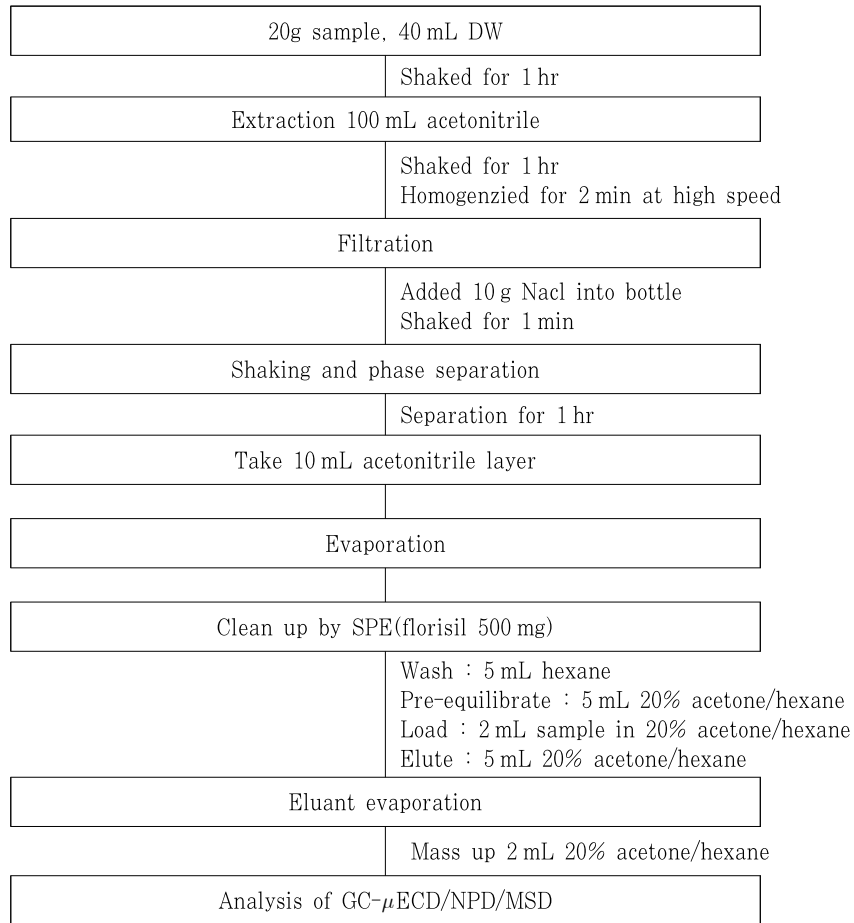 20g sample, 40 mL DW
Shaked for 1 hr
Extraction 100 mL acetonitrile
Shaked for 1 hr
Homogenzied for 2 min at high speed
Filtration
Added 10 g Nacl into bottle
Shaked for 1 min
Shaking and phase separation
Separation for 1 hr
Take 10 mL acetonitrile layer
Evaporation
Clean up by SPE(florisil 500 mg)
Wash : 5 mL hexane
Pre-equilibrate : 5 mL 20% acetone/hexane
Load : 2 mL sample in 20% acetone/hexane
Elute : 5 mL 20% acetone/hexane
Eluant evaporation
Mass up 2 mL 20% acetone/hexane
Analysis of GC-μECD/NPD/MSD